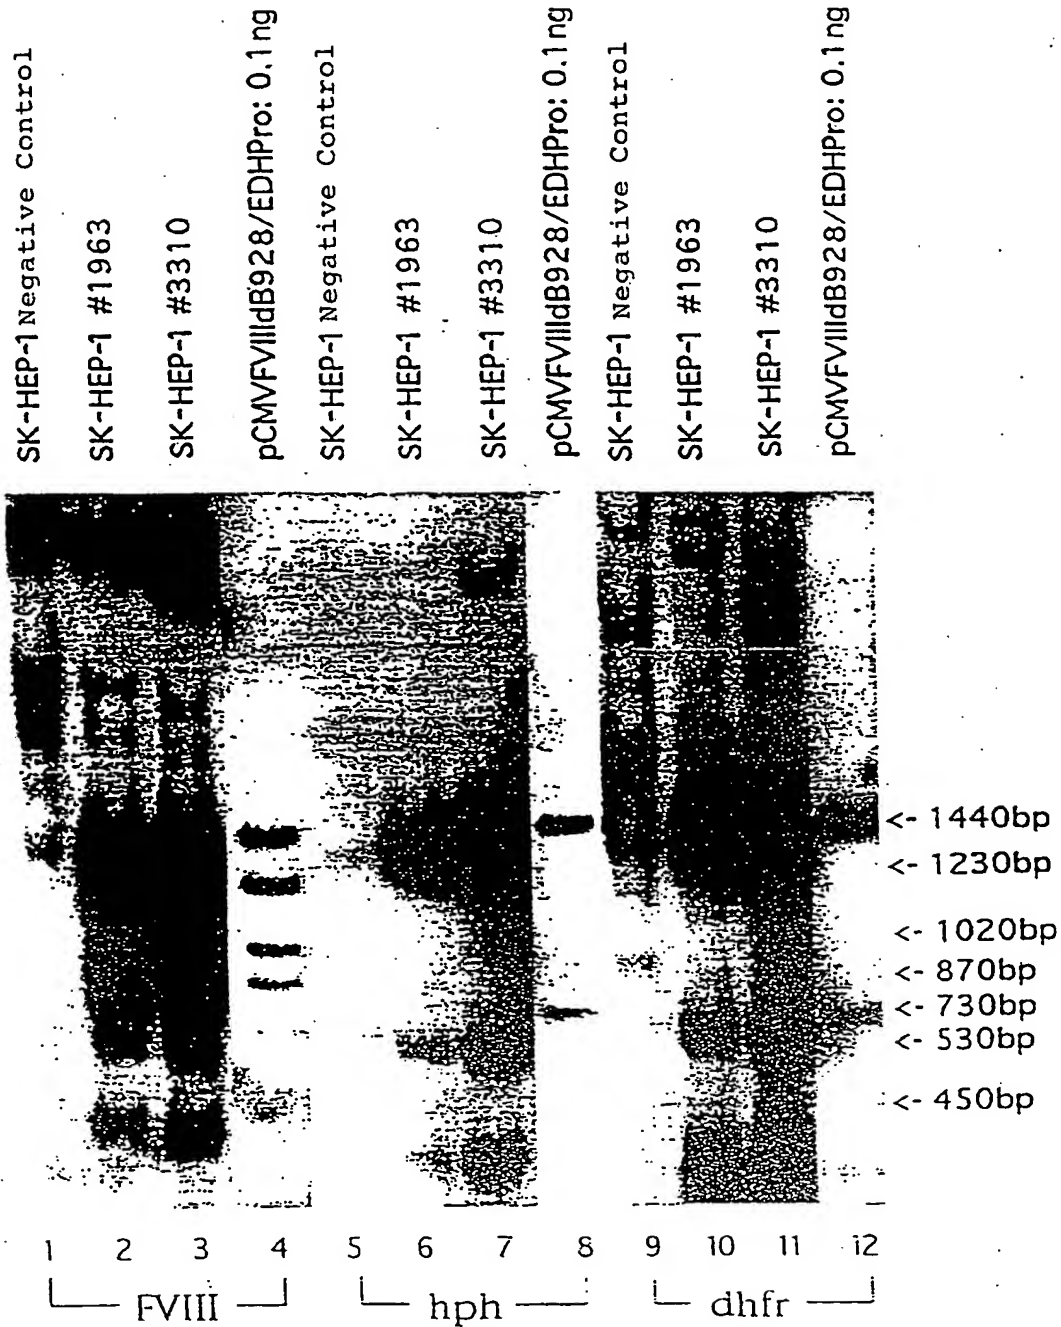 SK-HEP-1 Negative Control
SK-HEP-1 #1963
SK-HEP-1 #3310
pCMVFVIIIdB928/EDHPro: 0.1ng
SK-HEP-1 Negative Control
SK-HEP-1 #1963
SK-HEP-1 #3310
pCMVFVIIIdB928/EDHPro: 0.1ng
SK-HEP-1 Negative Control
SK-HEP-1 #1963
SK-HEP-1 #3310
pCMVFVIIIdB928/EDHPro: 0.1ng
<- 1440bp
<- 1230bp
<- 1020bp
<- 870bp
<- 730bp
<- 530bp
<- 450bp
1 2 3 4 5 6 7 8 9 10 11 12
FVIII hph dhfr